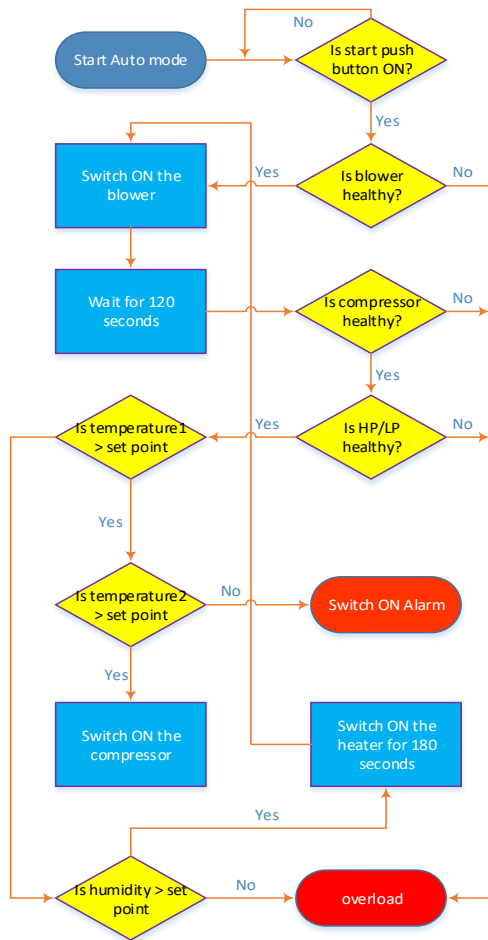 No
Start Auto mode
Is start push
button ON?
Yes
Switch ON the
blower
Yes
Is blower
healthy?
No
Wait for 120
seconds
Is compressor
healthy?
No
Yes
Is temperature1
> set point
Yes
Is HP/LP
healthy?
No
Yes
Is temperature2
> set point
No
Switch ON Alarm
Yes
Switch ON the
compressor
Switch ON the
heater for 180
seconds
Yes
Is humidity > set
point
No
overload